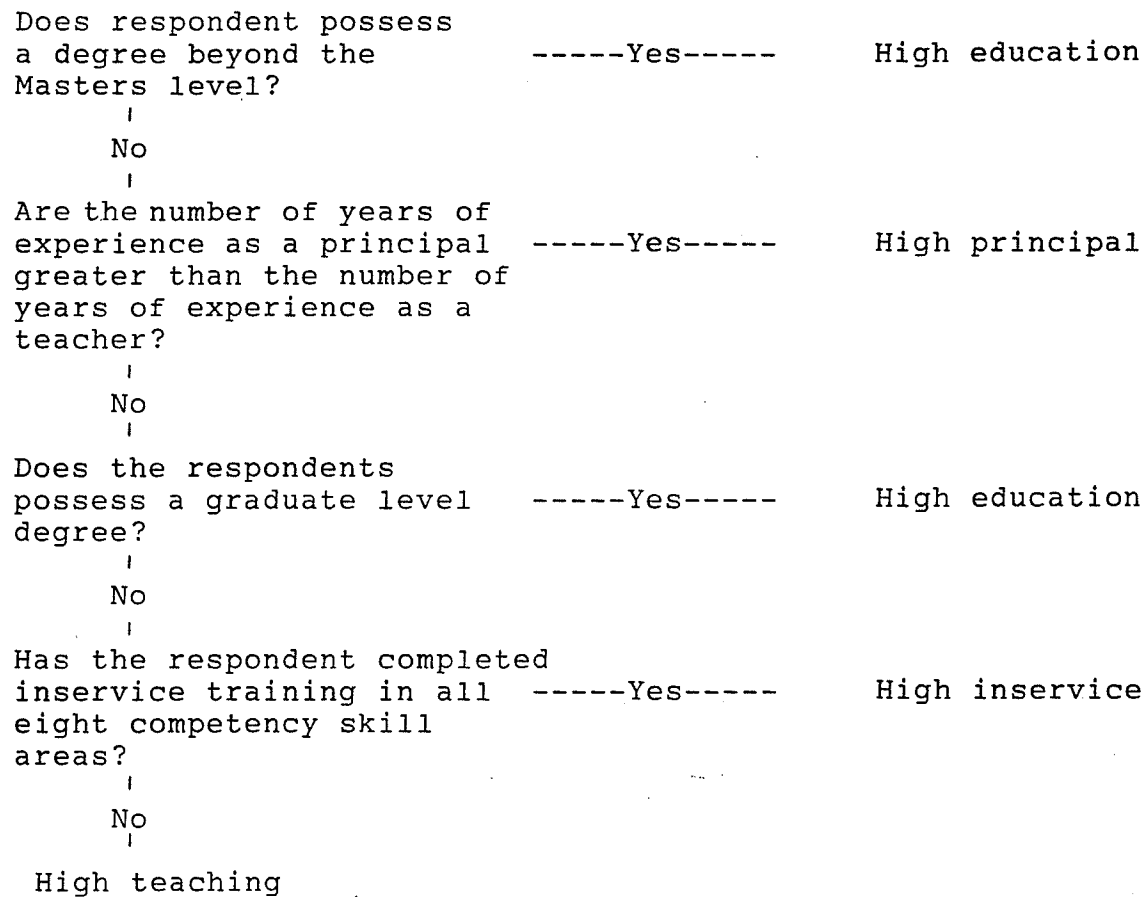 Does respondent possess
a degree beyond the -----Yes----- High education
Masters level?
No
Are the number of years of
experience as a principal -----Yes----- High principal
greater than the number of
years of experience as a
teacher?
No
Does the respondents
possess a graduate level -----Yes----- High education
degree?
No
Has the respondent completed
inservice training in all -----Yes----- High inservice
eight competency skill
areas?
No
High teaching